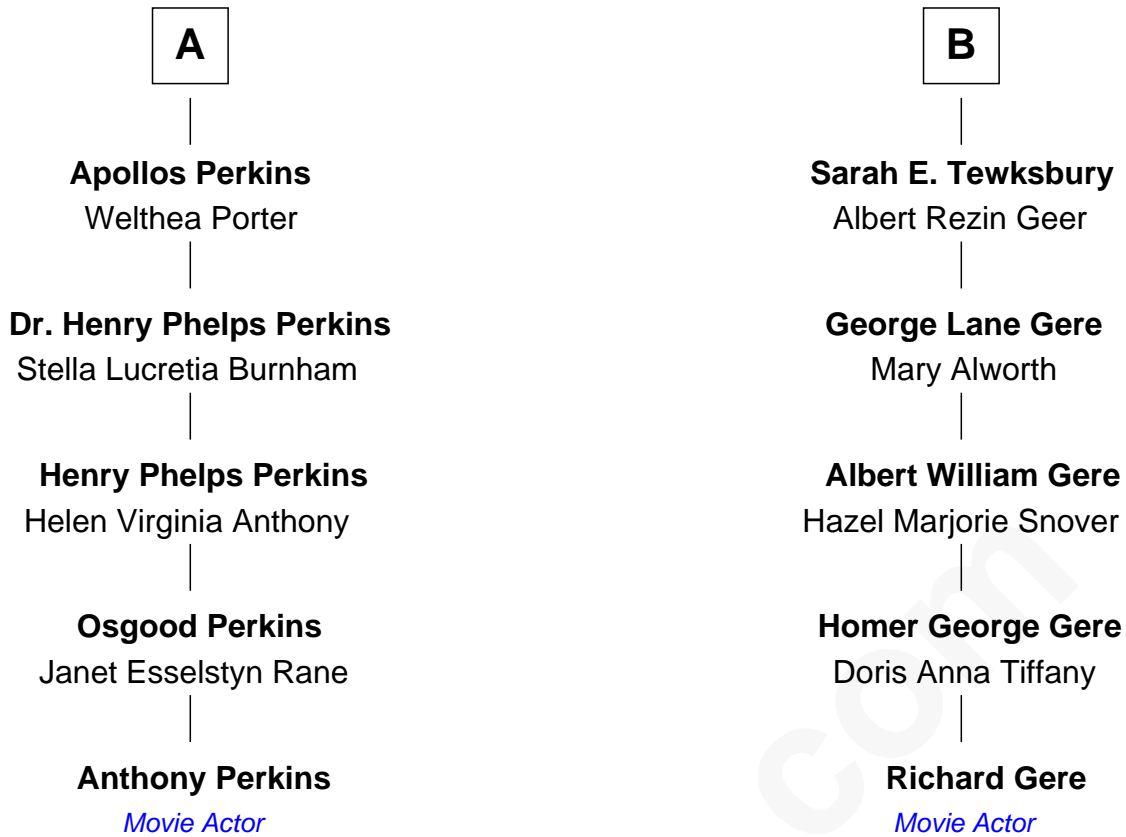 A
Apollos Perkins
Welthea Porter
Dr. Henry Phelps Perkins
Stella Lucretia Burnham
Henry Phelps Perkins
Helen Virginia Anthony
Osgood Perkins
Janet Esselstyn Rane
Anthony Perkins
Movie Actor
B
Sarah E. Tewksbury
Albert Rezin Geer
George Lane Gere
Mary Alworth
Albert William Gere
Hazel Marjorie Snover
Homer George Gere
Doris Anna Tiffany
Richard Gere
Movie Actor
com